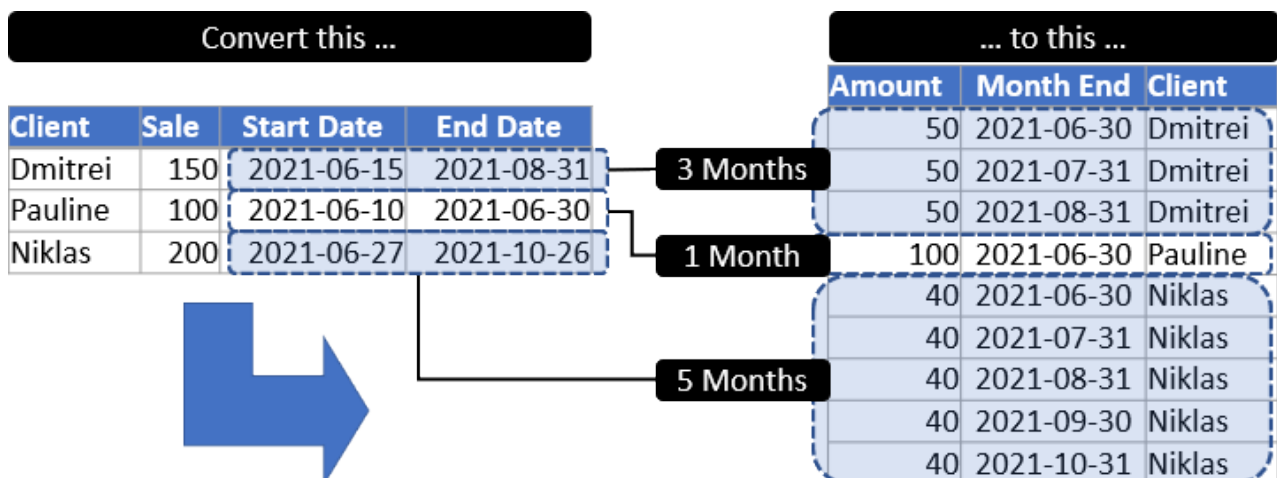 Convert this ...
... to this ...
Amount Month End Client
Client Sale Start Date End Date
50 2021-06-30 Dmitrei
Dmitrei 150 2021-06-15 2021-08-31
3 Months
50 2021-07-31 Dmitrei
Pauline 100 2021-06-10 2021-06-30
50 2021-08-31 Dmitrei
Niklas 200 2021-06-27 2021-10-26
1 Month
100 2021-06-30 Pauline
40 2021-06-30 Niklas
40 2021-07-31 Niklas
5 Months
40 2021-08-31 Niklas
40 2021-09-30 Niklas
40 2021-10-31 Niklas